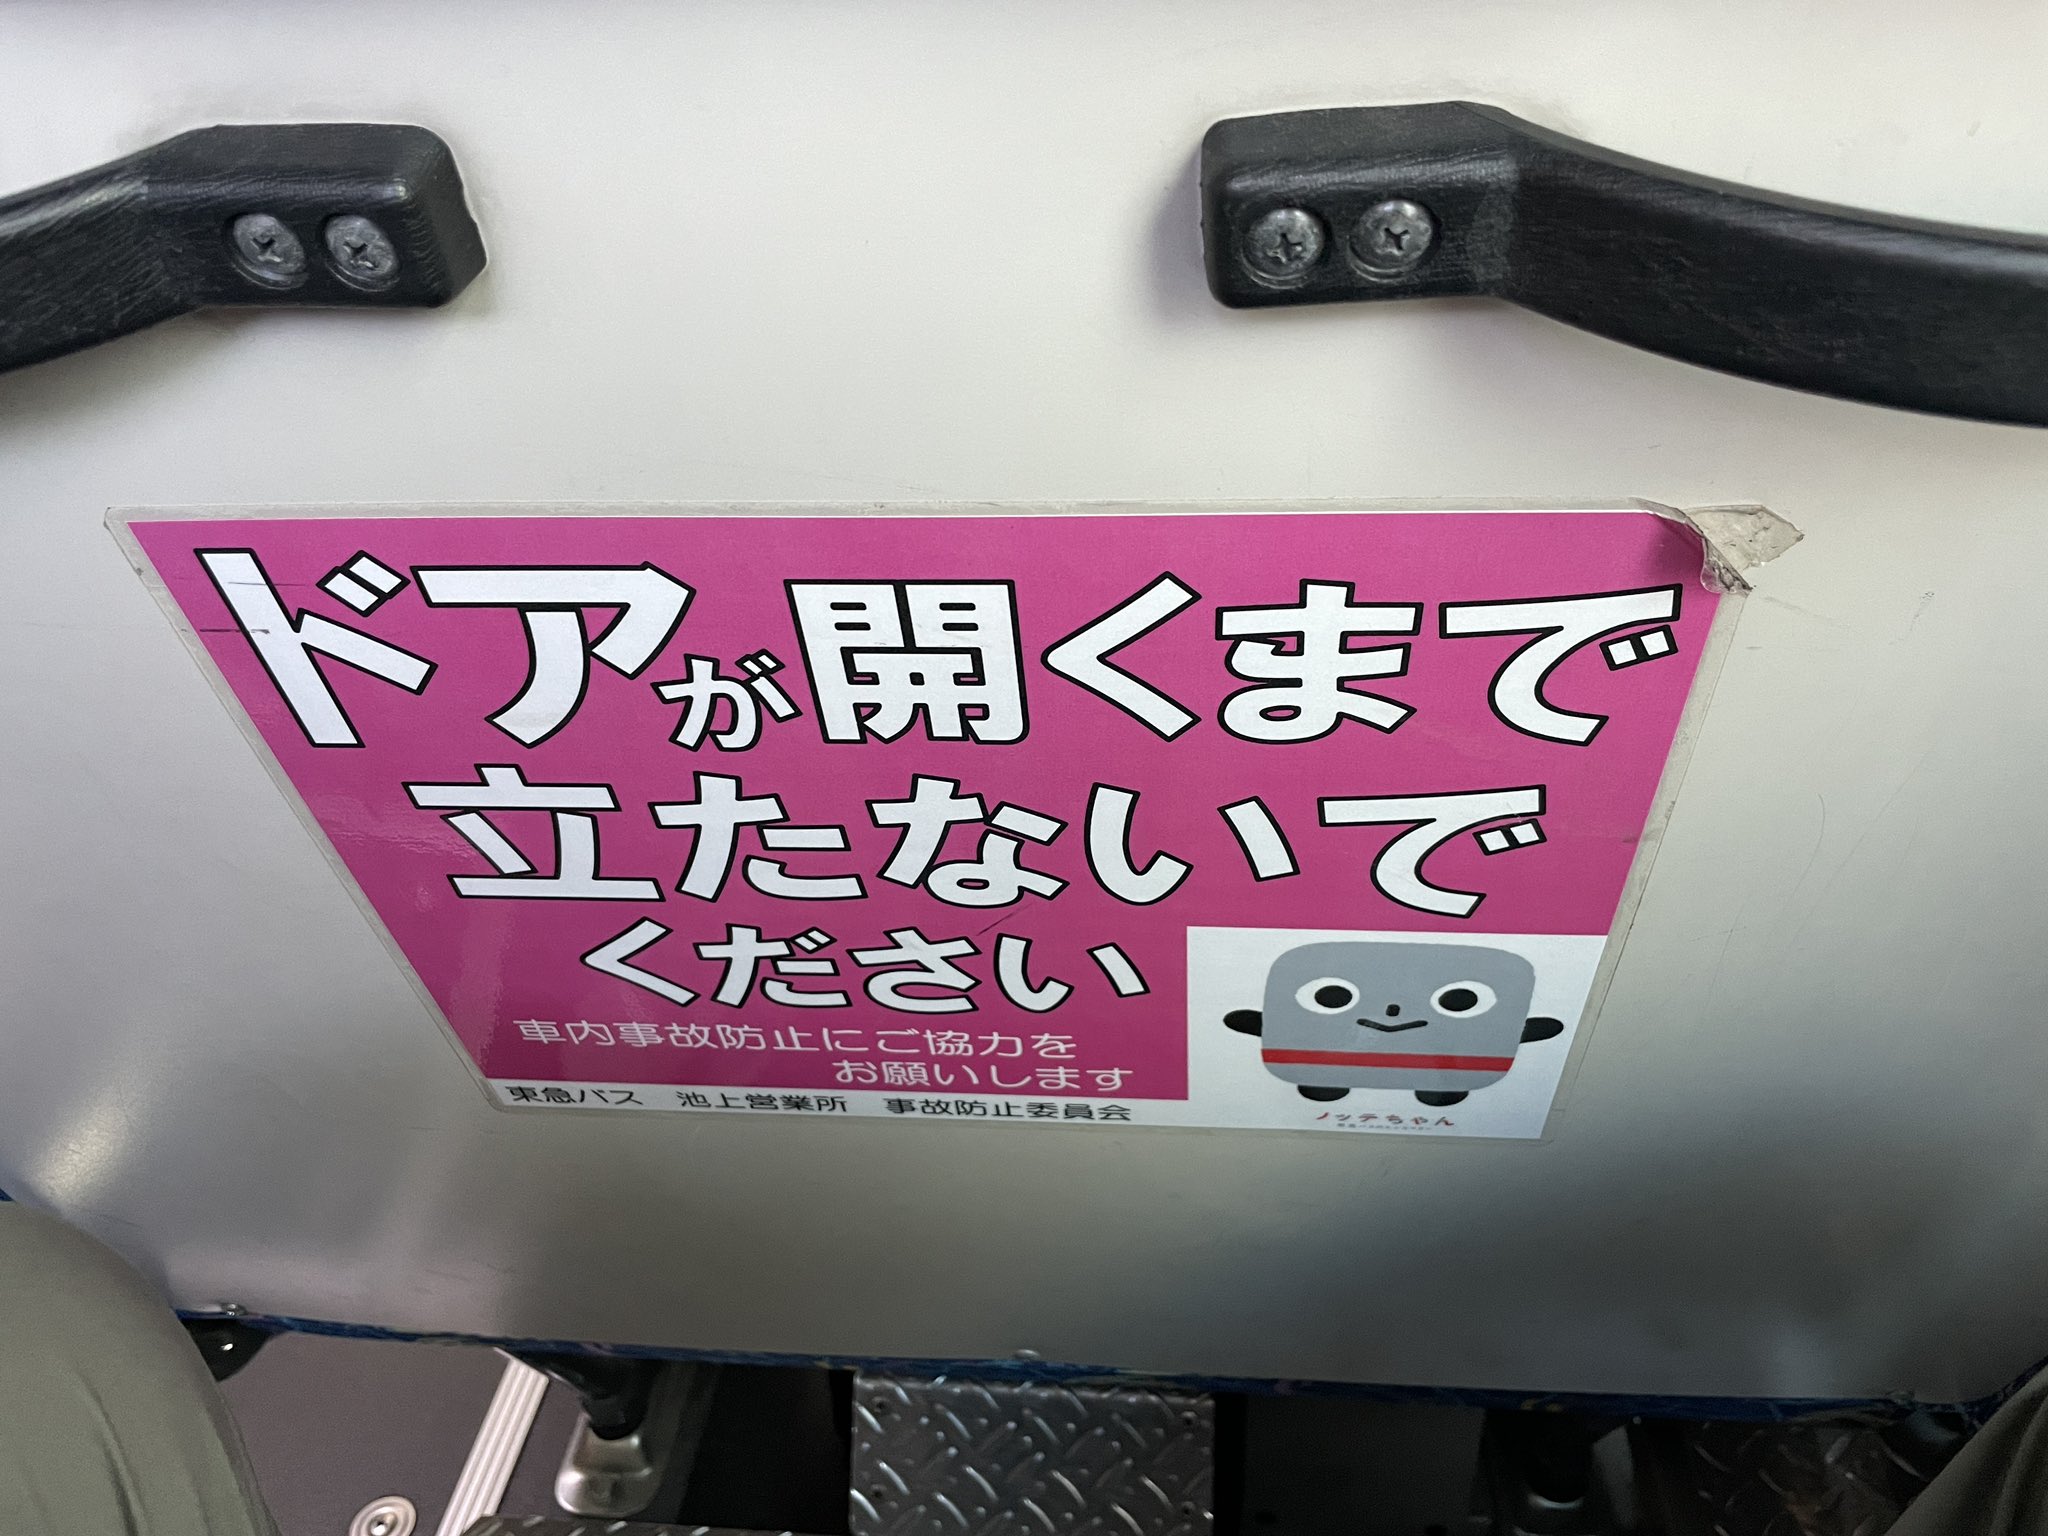 ドアが開くまで
立たないで
ください
車内事故防止にご協力を
お願いします
東急バス 池上営業所 事故防止委員会
ノッテちゃん